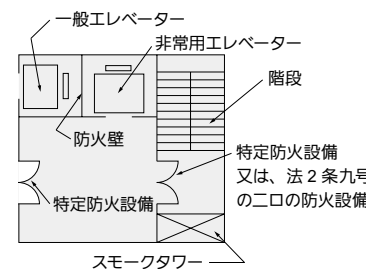 一般エレベーター
非常用エレベーター
階段
防火壁
特定防火設備
又は、法2条九号
の二ロの防火設備
特定防火設備
スモークタワー